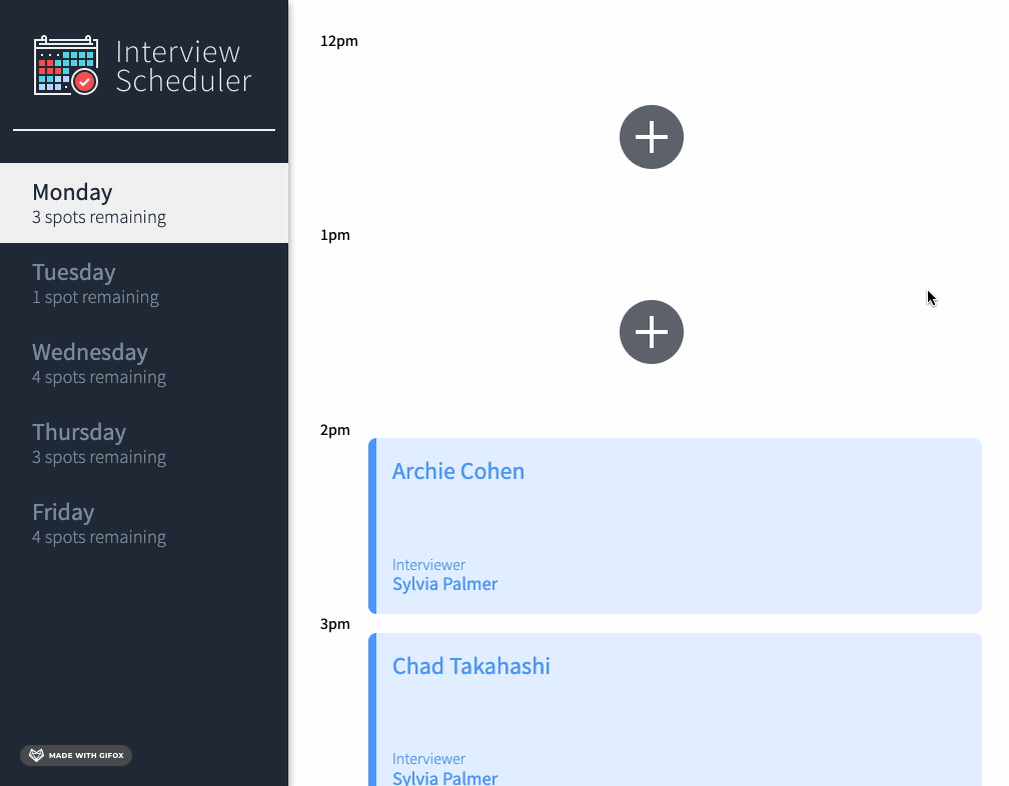 Interview
Scheduler
Monday
3 spots remaining
Tuesday
1 spot remaining
Wednesday
4 spots remaining
Thursday
3 spots remaining
Friday
4 spots remaining
MADE WITH GIFOX
12pm
1pm
2pm
Archie Cohen
Interviewer
Sylvia Palmer
3pm
Chad Takahashi
Interviewer
Sylvia Palmer